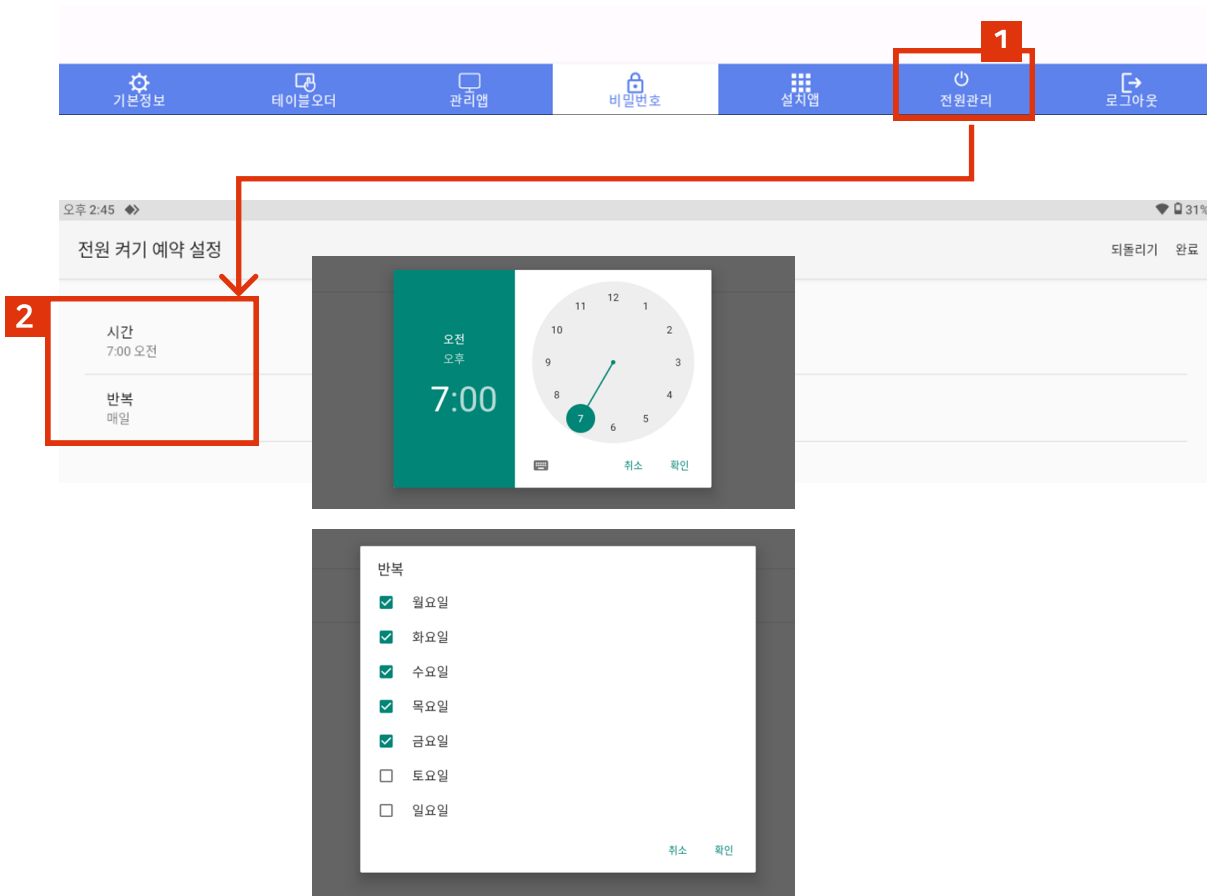 1
기본정보
테이블오더
관리앱
비밀번호
설치앱
전원관리
로그아웃
오후 2:45
31%
전원 켜기 예약 설정
되돌리기 완료
2
시간
7:00 오전
반복
매일
오전
오후
7:00
12
1
2
3
4
5
6
7
8
9
10
11
취소 확인
반복
월요일
화요일
수요일
목요일
금요일
토요일
일요일
취소 확인